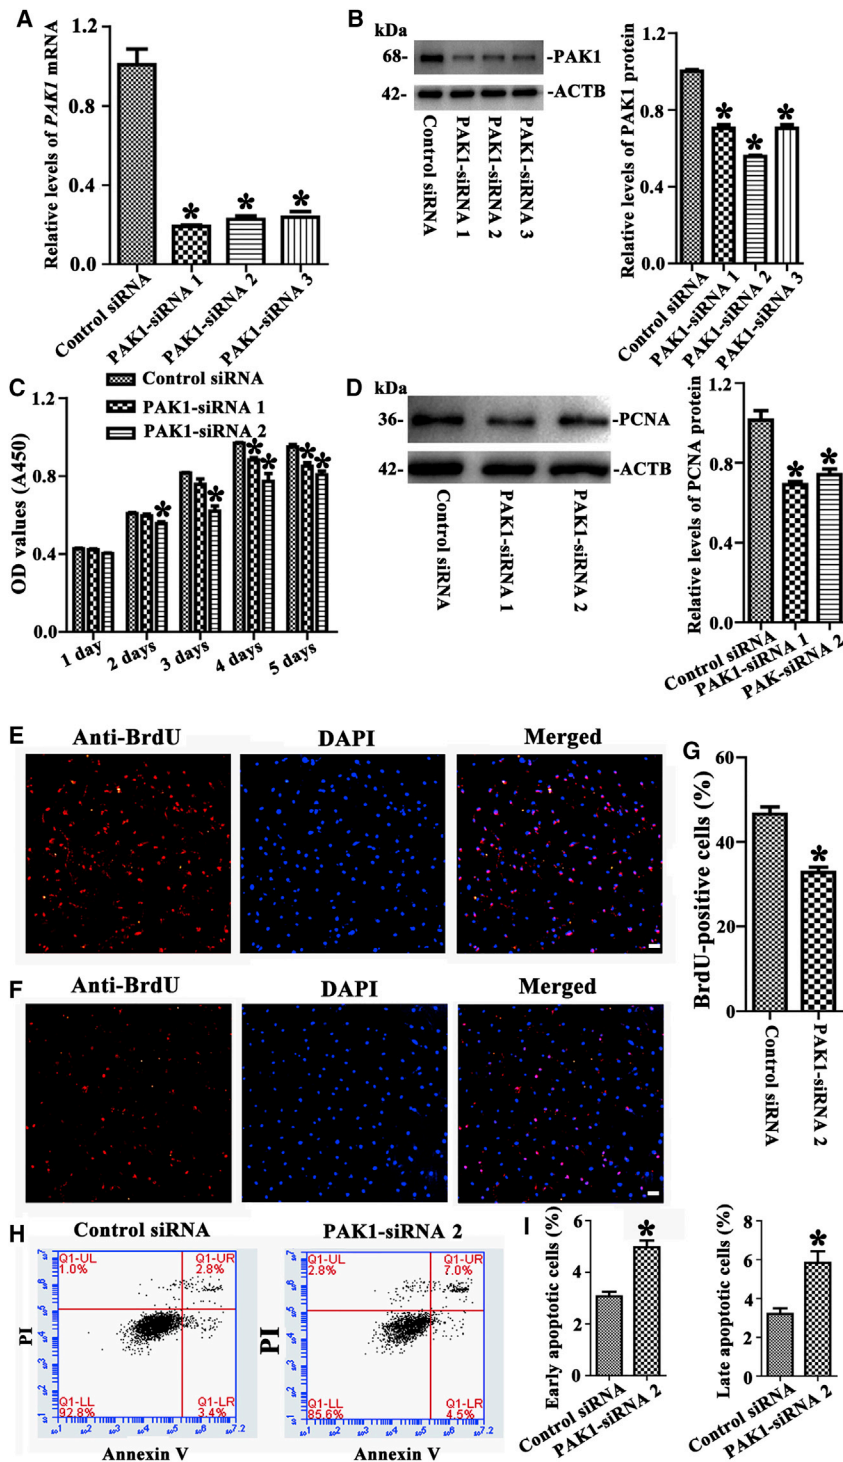 A
Relative levels of PAK1 mRNA
1.2
0.8
0.4
0.0
*
*
*
Control siRNA
PAK1-siRNA 1
PAK1-siRNA 2
PAK1-siRNA 3
B
kDa
68-
-PAK1
42-
-ACTB
Control siRNA
PAK1-siRNA 1
PAK1-siRNA 2
PAK1-siRNA 3
Relative levels of PAK1 protein
1.2
0.8
0.4
0.0
*
*
*
Control siRNA
PAK1-siRNA 1
PAK1-siRNA 2
PAK1-siRNA 3
C
Control siRNA
PAK1-siRNA 1
PAK1-siRNA 2
OD values (A450)
1.2
0.8
0.4
0.0
*
*
*
*
*
*
1 day
2 days
3 days
4 days
5 days
D
kDa
36-
-PCNA
42-
-ACTB
Control siRNA
PAK1-siRNA 1
PAK1-siRNA 2
Relative levels of PCNA protein
1.2
0.8
0.4
0.0
*
*
Control siRNA
PAK1-siRNA 1
PAK-siRNA 2
E
Anti-BrdU
DAPI
Merged
F
Anti-BrdU
DAPI
Merged
G
BrdU-positive cells (%)
60
40
20
0
*
Control siRNA
PAK1-siRNA 2
H
Control siRNA
Q1-UL
1.0%
Q1-UR
2.8%
Q1-LL
92.8%
Q1-LR
3.4%
PI
Annexin V
PAK1-siRNA 2
Q1-UL
2.8%
Q1-UR
7.0%
Q1-LL
85.6%
Q1-LR
4.5%
PI
Annexin V
I
Early apoptotic cells (%)
6
4
2
0
*
Control siRNA
PAK1-siRNA 2
Late apoptotic cells (%)
8
6
4
2
0
*
Control siRNA
PAK1-siRNA 2